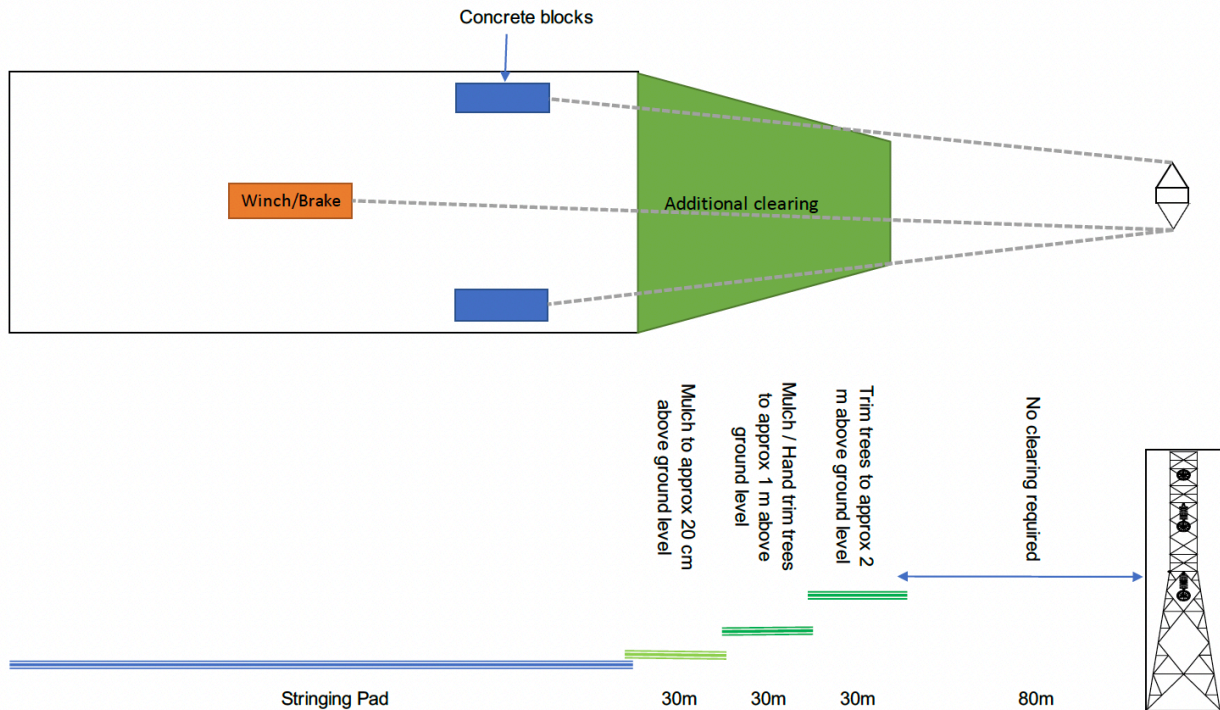 Concrete blocks
Winch/Brake
Additional clearing
Mulch to approx 20 cm
above ground level
Mulch / Hand trim trees
to approx 1 m above
ground level
Trim trees to approx 2
m above ground level
No clearing required
Stringing Pad
30m
30m
30m
80m